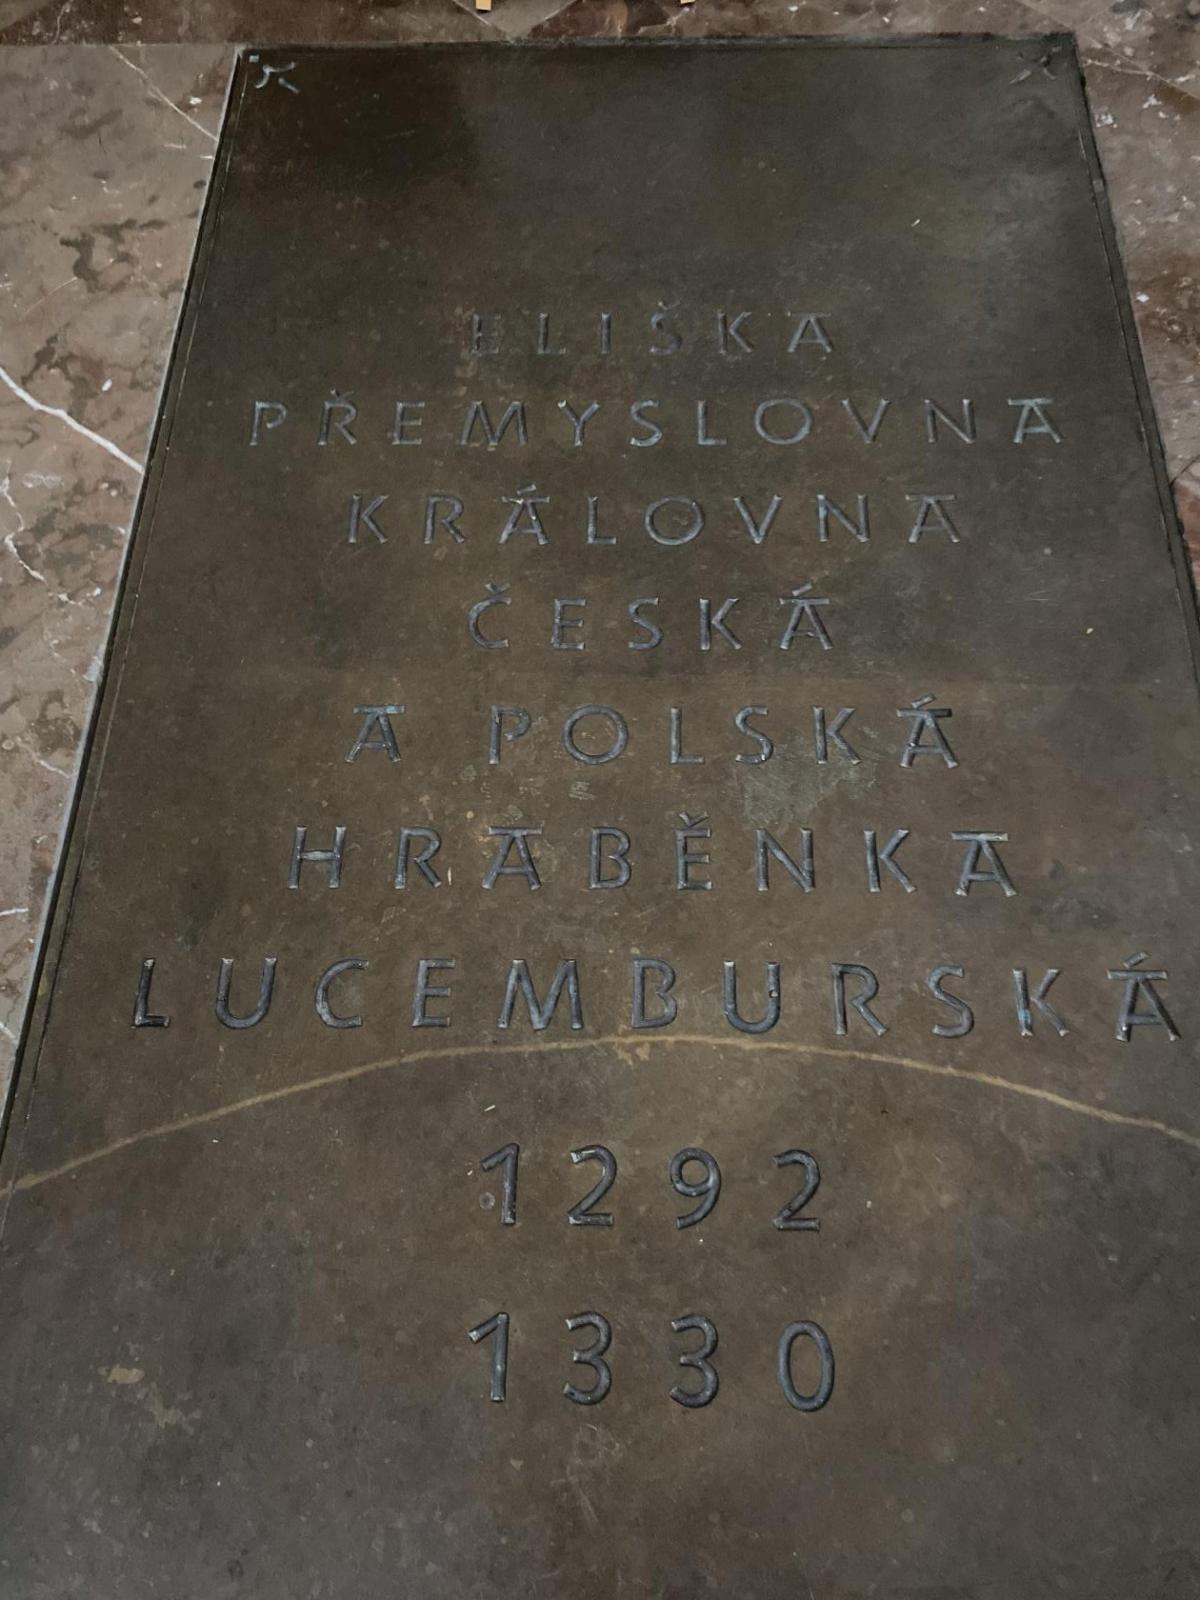 ELIŠKA
PŘEMYSLOVNA
KRÁLOVNA
ČESKÁ
A POLSKÁ
HRABĚNKA
LUCEMBURSKÁ
1292
1330